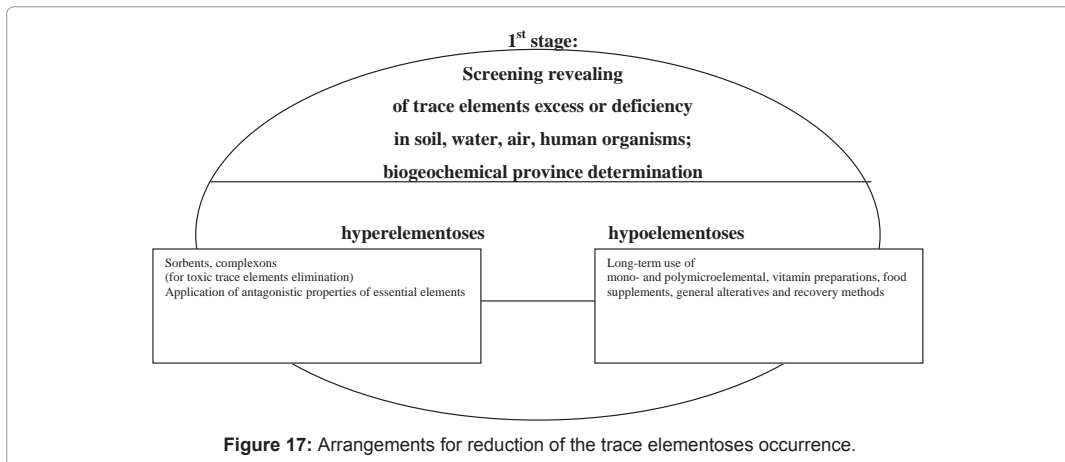 1st stage:
Screening revealing
of trace elements excess or deficiency
in soil, water, air, human organisms;
biogeochemical province determination
hyperelementoses
hypoelementoses
Sorbents, complexons
(for toxic trace elements elimination)
Application of antagonistic properties of essential elements
Long-term use of
mono- and polymicroelemental, vitamin preparations, food
supplements, general alteratives and recovery methods
Figure 17: Arrangements for reduction of the trace elementoses occurrence.